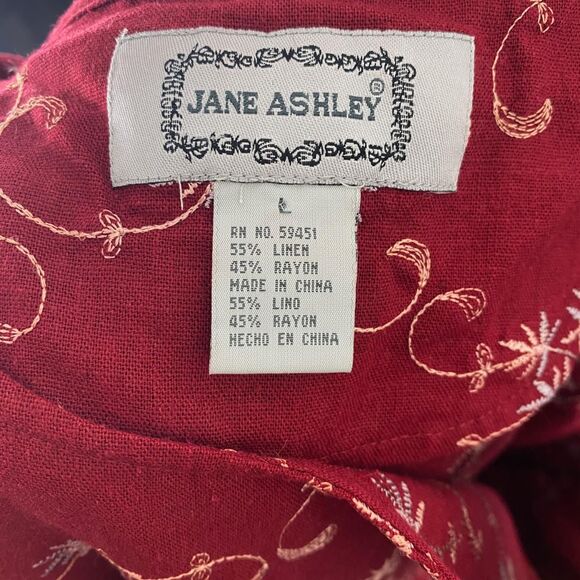 JANE ASHLEY®
L
RN NO. 59451
55% LINEN
45% RAYON
MADE IN CHINA
55% LINO
45% RAYON
HECHO EN CHINA